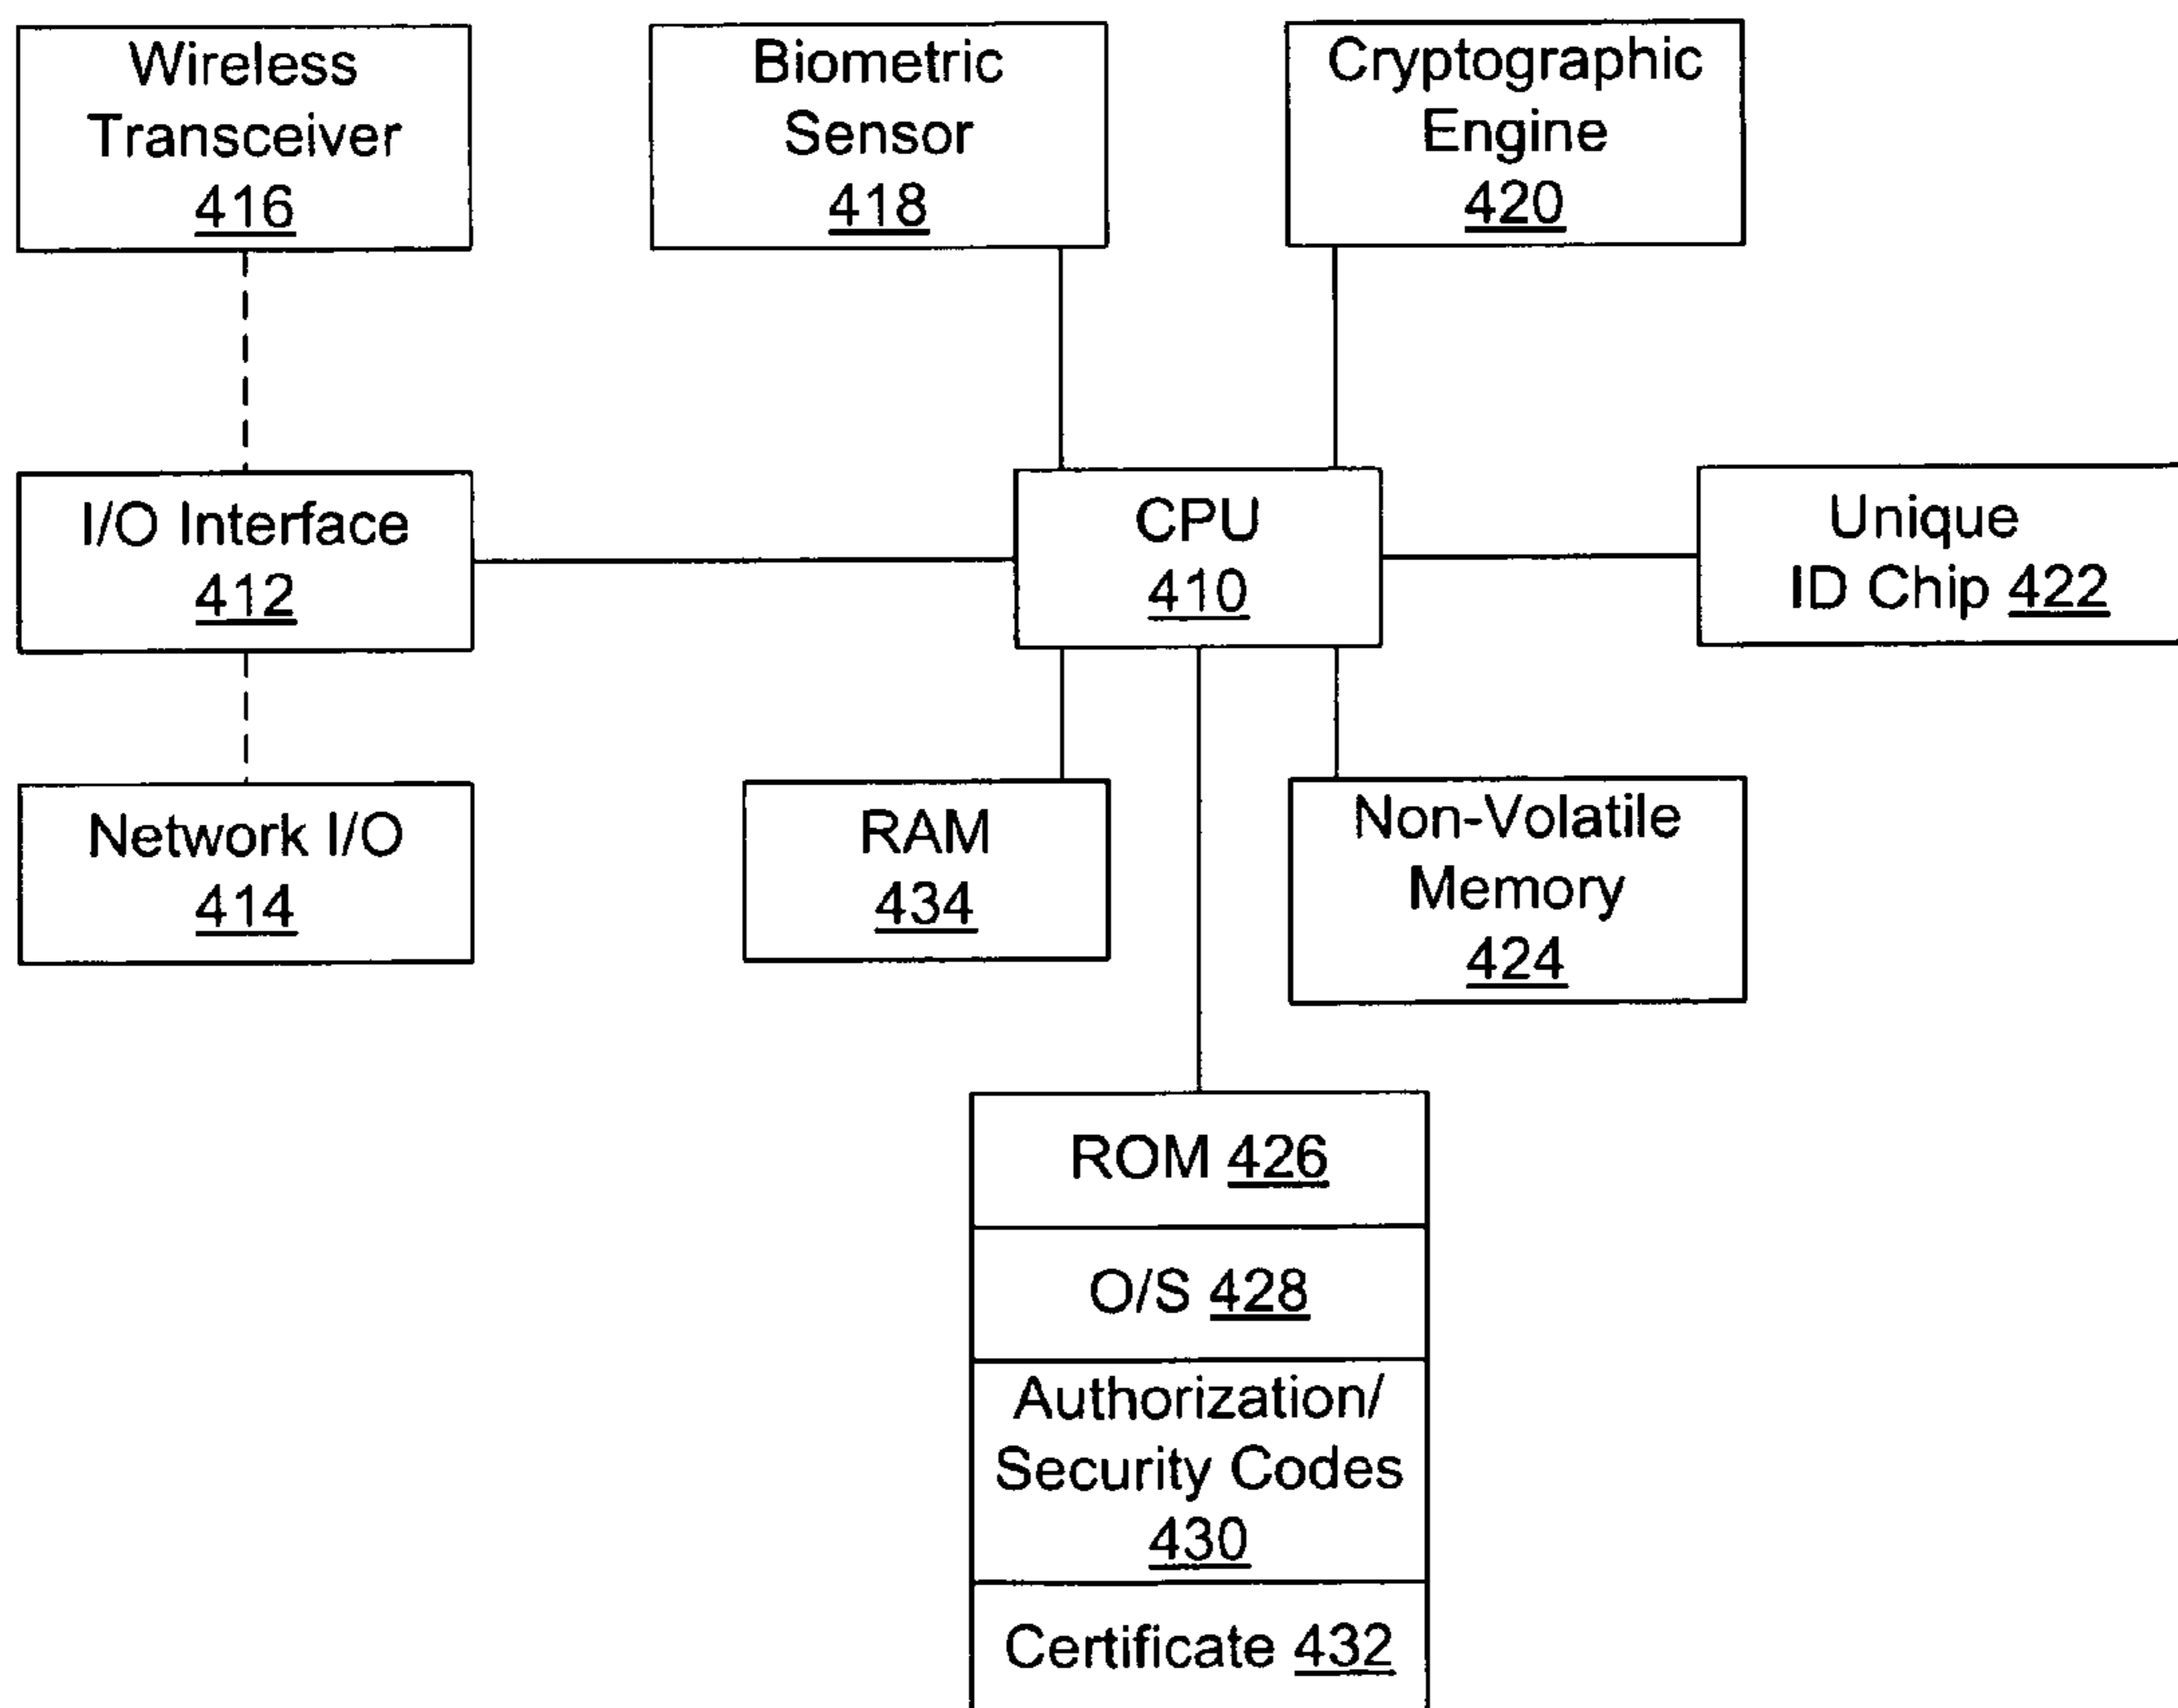 Wireless
Transceiver
416
Biometric
Sensor
418
Cryptographic
Engine
420
I/O Interface
412
CPU
410
Unique
ID Chip 422
Network I/O
414
RAM
434
Non-Volatile
Memory
424
ROM 426
O/S 428
Authorization/
Security Codes
430
Certificate 432